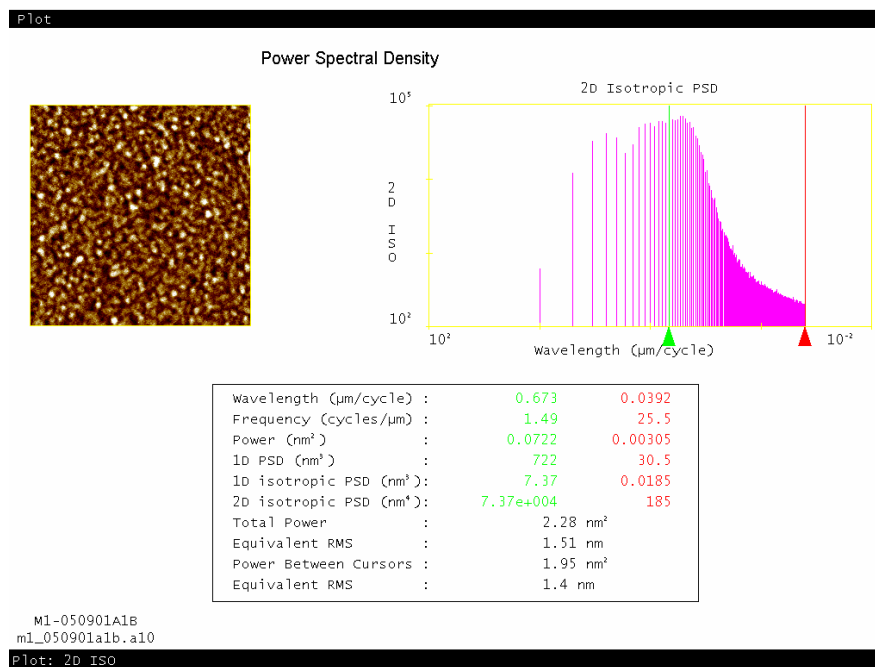 Plot
Power Spectral Density
2D Isotropic PSD
10⁵
2
D
I
S
O
10²
10²
10⁻²
Wavelength (µm/cycle)
Wavelength (µm/cycle) : 0.673 0.0392
Frequency (cycles/µm) : 1.49 25.5
Power (nm²) : 0.0722 0.00305
1D PSD (nm³) : 722 30.5
1D isotropic PSD (nm³): 7.37 0.0185
2D isotropic PSD (nm⁴): 7.37e+004 185
Total Power : 2.28 nm²
Equivalent RMS : 1.51 nm
Power Between Cursors : 1.95 nm²
Equivalent RMS : 1.4 nm
M1-050901A1B
m1_050901a1b.a10
Plot: 2D ISO